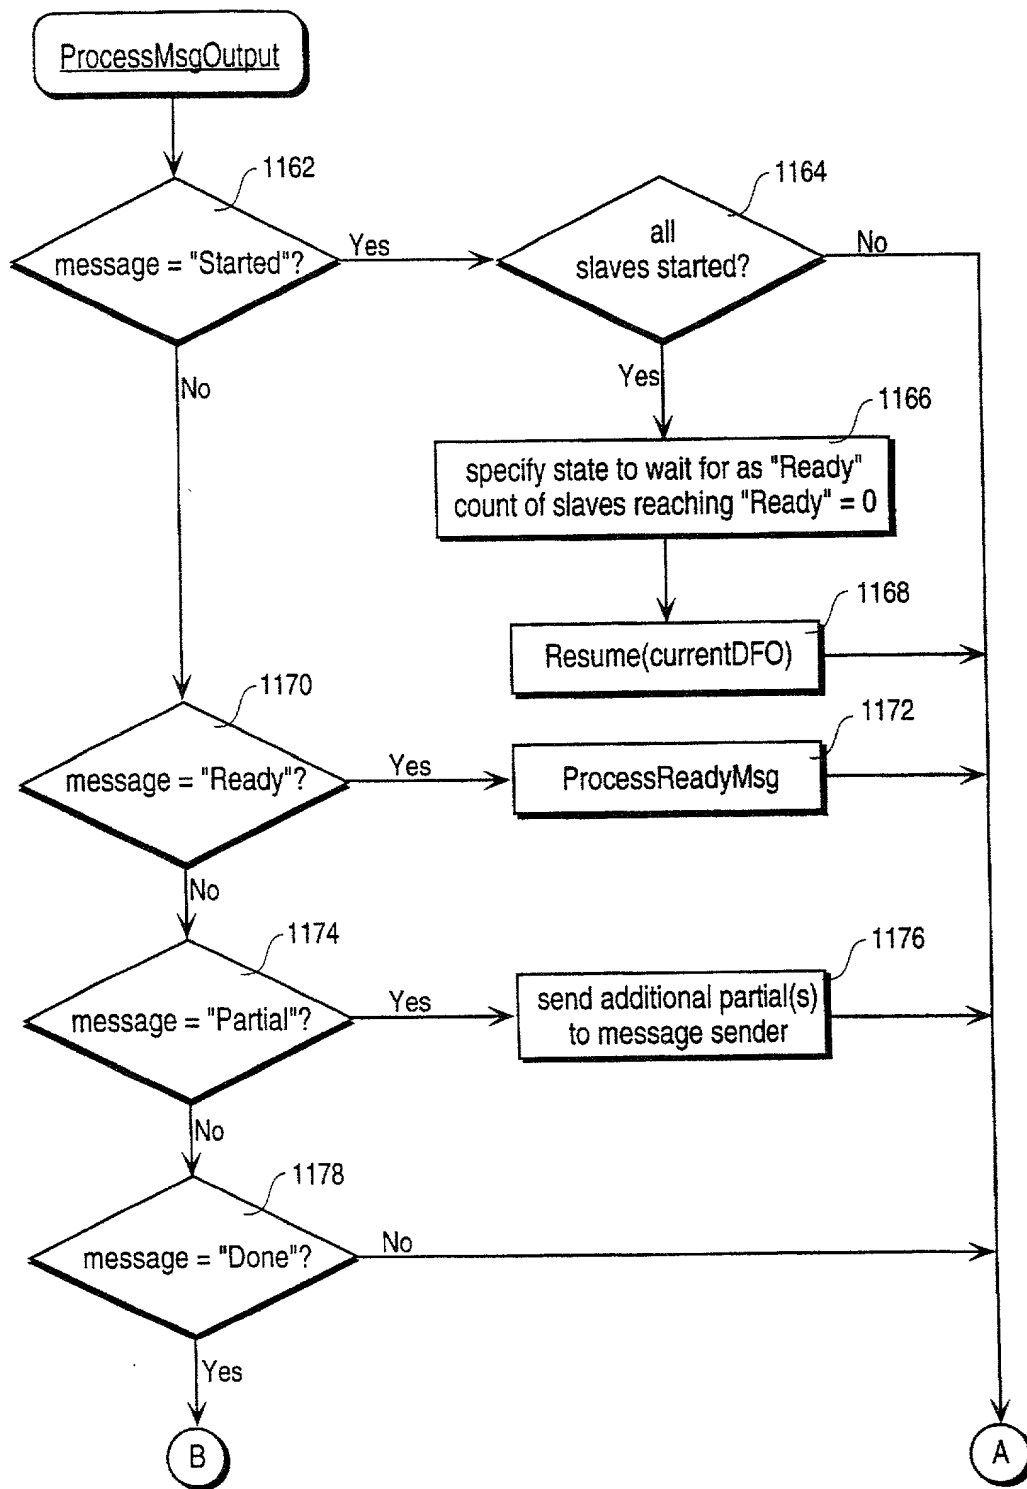 ProcessMsgOutput
1162
message = "Started"?
Yes
1164
all
slaves started?
No
No
Yes
1166
specify state to wait for as "Ready"
count of slaves reaching "Ready" = 0
1168
Resume(currentDFO)
1170
message = "Ready"?
Yes
1172
ProcessReadyMsg
No
1174
message = "Partial"?
Yes
1176
send additional partial(s)
to message sender
No
1178
message = "Done"?
No
Yes
B
A